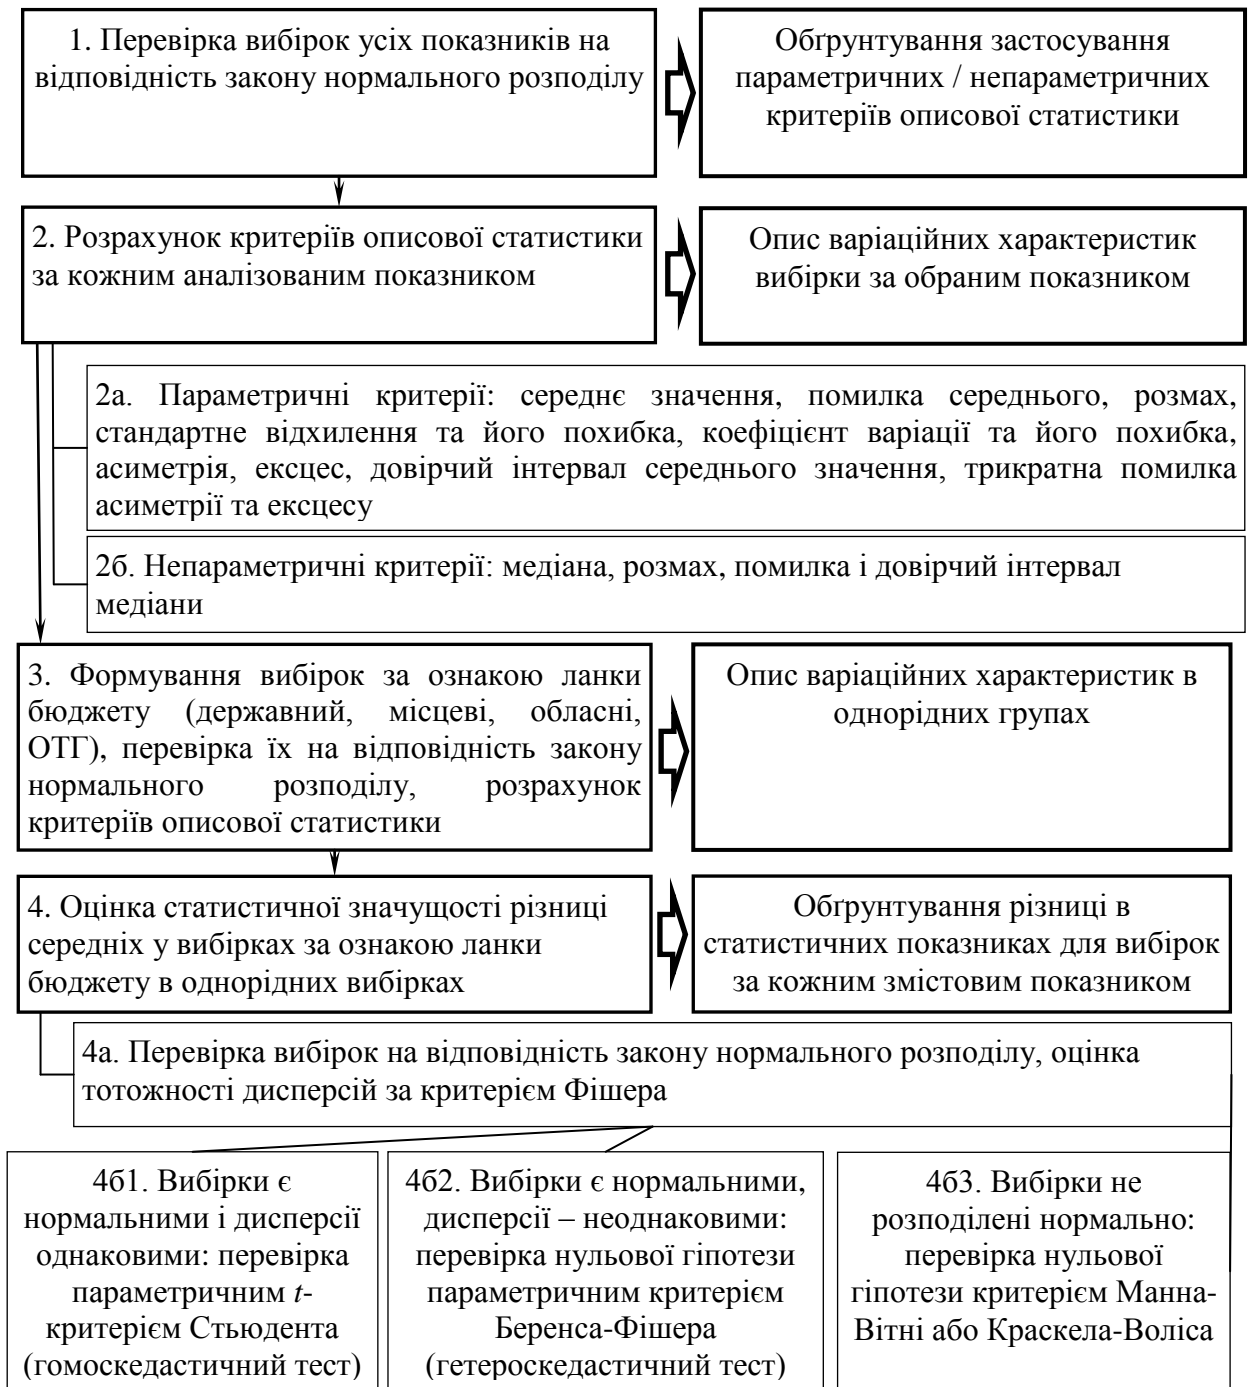 1. Перевірка вибірок усіх показників на
відповідність закону нормального розподілу
Обґрунтування застосування
параметричних / непараметричних
критеріїв описової статистики
2. Розрахунок критеріїв описової статистики
за кожним аналізованим показником
Опис варіаційних характеристик
вибірки за обраним показником
2а. Параметричні критерії: середнє значення, помилка середнього, розмах,
стандартне відхилення та його похибка, коефіцієнт варіації та його похибка,
асиметрія, ексцес, довірчий інтервал середнього значення, трикратна помилка
асиметрії та ексцесу
2б. Непараметричні критерії: медіана, розмах, помилка і довірчий інтервал
медіани
3. Формування вибірок за ознакою ланки
бюджету (державний, місцеві, обласні,
ОТГ), перевірка їх на відповідність закону
нормального розподілу, розрахунок
критеріїв описової статистики
Опис варіаційних характеристик в
однорідних групах
4. Оцінка статистичної значущості різниці
середніх у вибірках за ознакою ланки
бюджету в однорідних вибірках
Обґрунтування різниці в
статистичних показниках для вибірок
за кожним змістовим показником
4а. Перевірка вибірок на відповідність закону нормального розподілу, оцінка
тотожності дисперсій за критерієм Фішера
4б1. Вибірки є
нормальними і дисперсії
однаковими: перевірка
параметричним t-
критерієм Стьюдента
(гомоскедастичний тест)
4б2. Вибірки є нормальними,
дисперсії – неоднаковими:
перевірка нульової гіпотези
параметричним критерієм
Беренса-Фішера
(гетероскедастичний тест)
4б3. Вибірки не
розподілені нормально:
перевірка нульової
гіпотези критерієм Манна-
Вітні або Краскела-Воліса